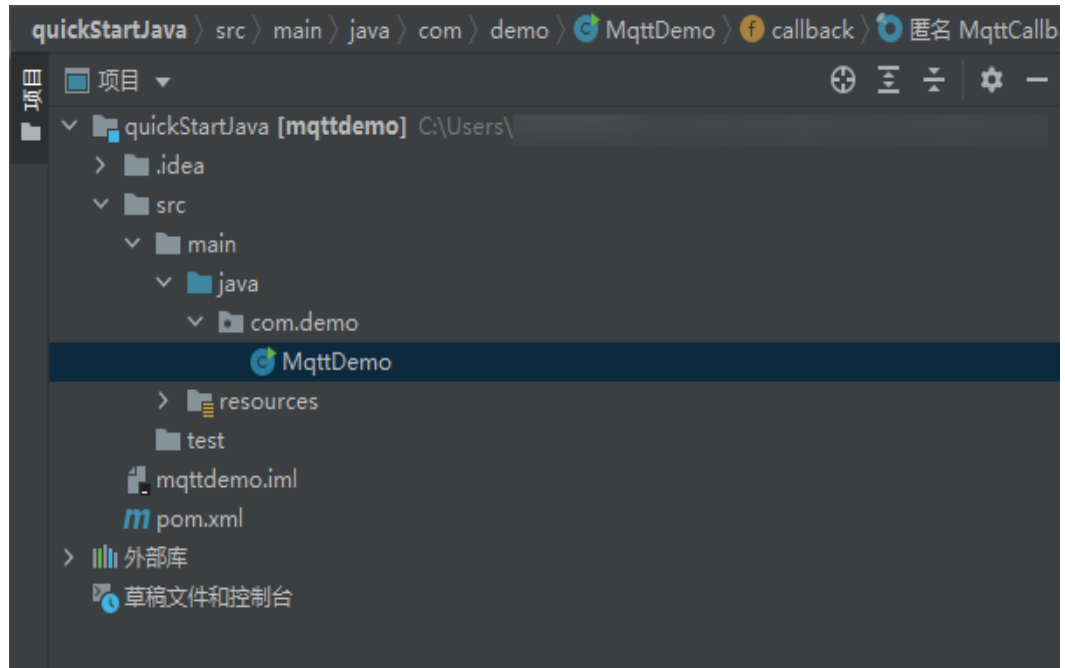 quickStartJava 〉 src 〉 main 〉 java 〉 com 〉 demo 〉 MqttDemo 〉 f callback 〉 匿名 MqttCallb
项目
项目
quickStartJava [mqttdemo] C:\Users\
.idea
src
main
java
com.demo
MqttDemo
resources
test
mqttdemo.iml
pom.xml
外部库
草稿文件和控制台